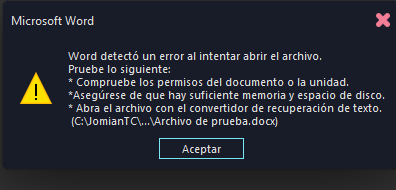 Microsoft Word
Word detectó un error al intentar abrir el archivo.
Pruebe lo siguiente:
* Compruebe los permisos del documento o la unidad.
*Asegúrese de que hay suficiente memoria y espacio de disco.
* Abra el archivo con el convertidor de recuperación de texto.
(C:\JomianTC\...\Archivo de prueba.docx)
Aceptar